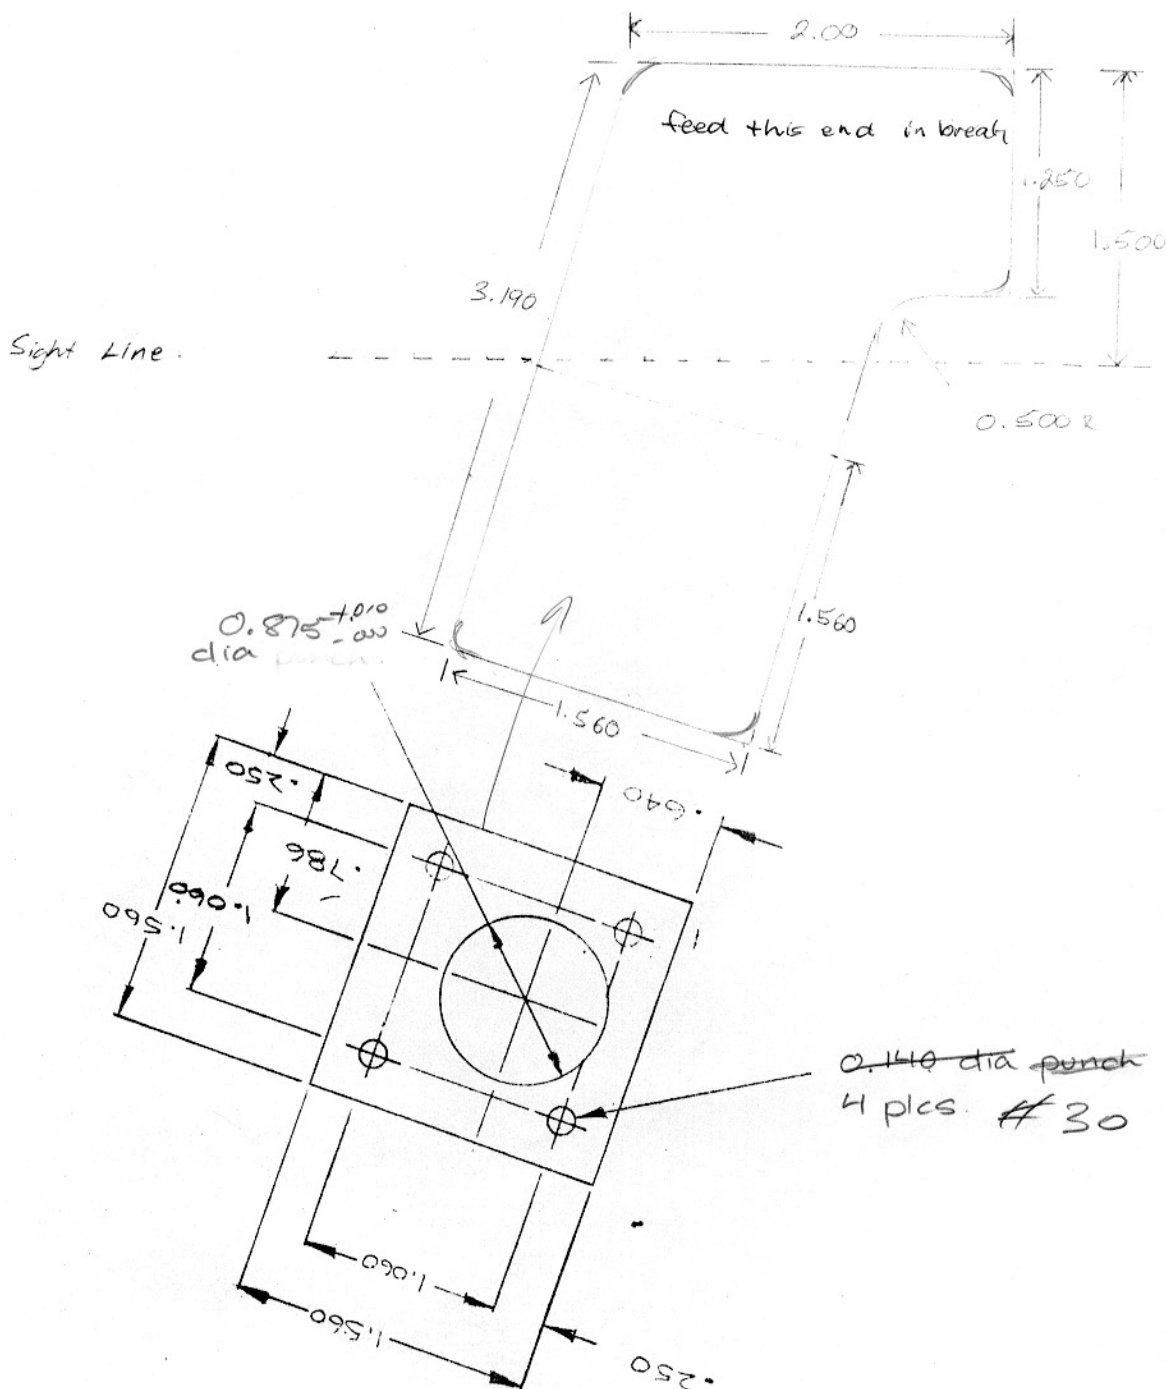 2.00
feed this end in break
1.250
1.500
3.190
Sight Line.
0.500 R
1.560
0.875 +.010
-.000
dia punch.
1.560
.250
.640
.786
1.060
1.560
0.140 dia punch
4 plcs. #30
1.060
1.560
.250